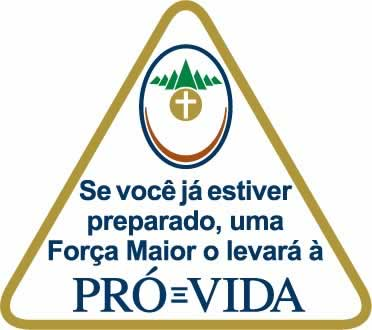 Se você já estiver
preparado, uma
Força Maior o levará à
PRÓ≡VIDA